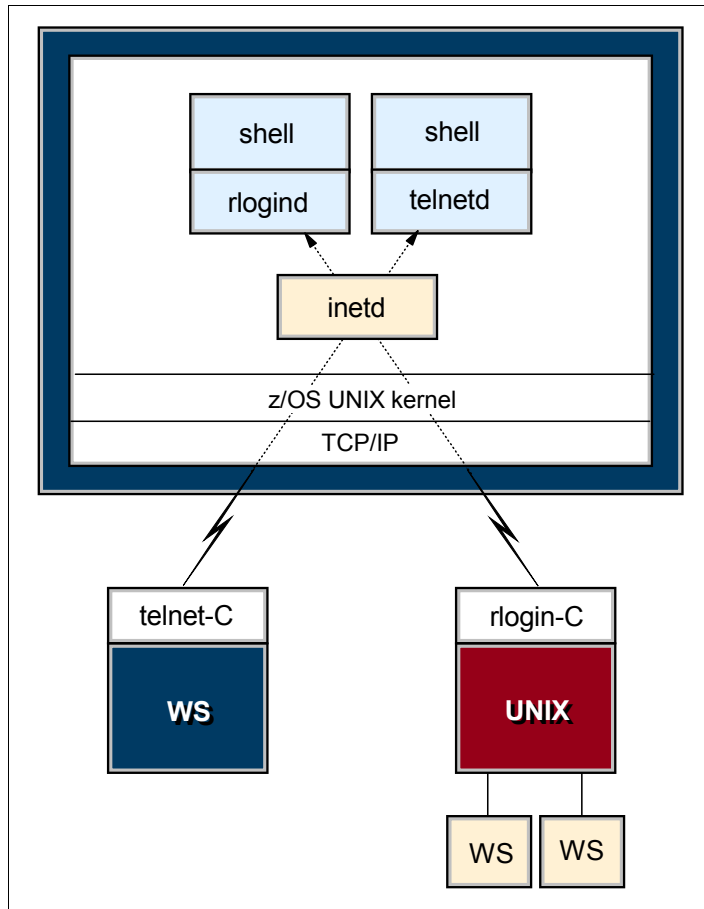 shell
shell
rlogind
telnetd
inetd
z/OS UNIX kernel
TCP/IP
telnet-C
rlogin-C
WS
UNIX
WS
WS